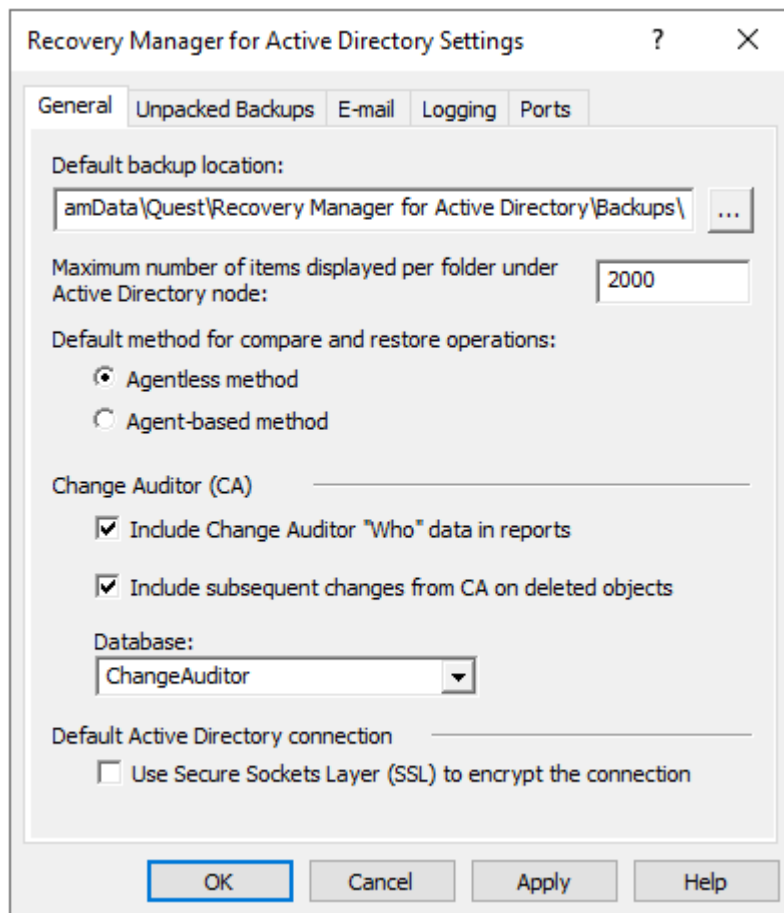 Recovery Manager for Active Directory Settings ?
General Unpacked Backups E-mail Logging Ports
Default backup location:
amData\Quest\Recovery Manager for Active Directory\Backups\ ...
Maximum number of items displayed per folder under
Active Directory node:
2000
Default method for compare and restore operations:
Agentless method
Agent-based method
Change Auditor (CA)
Include Change Auditor "Who" data in reports
Include subsequent changes from CA on deleted objects
Database:
ChangeAuditor
Default Active Directory connection
Use Secure Sockets Layer (SSL) to encrypt the connection
OK Cancel Apply Help